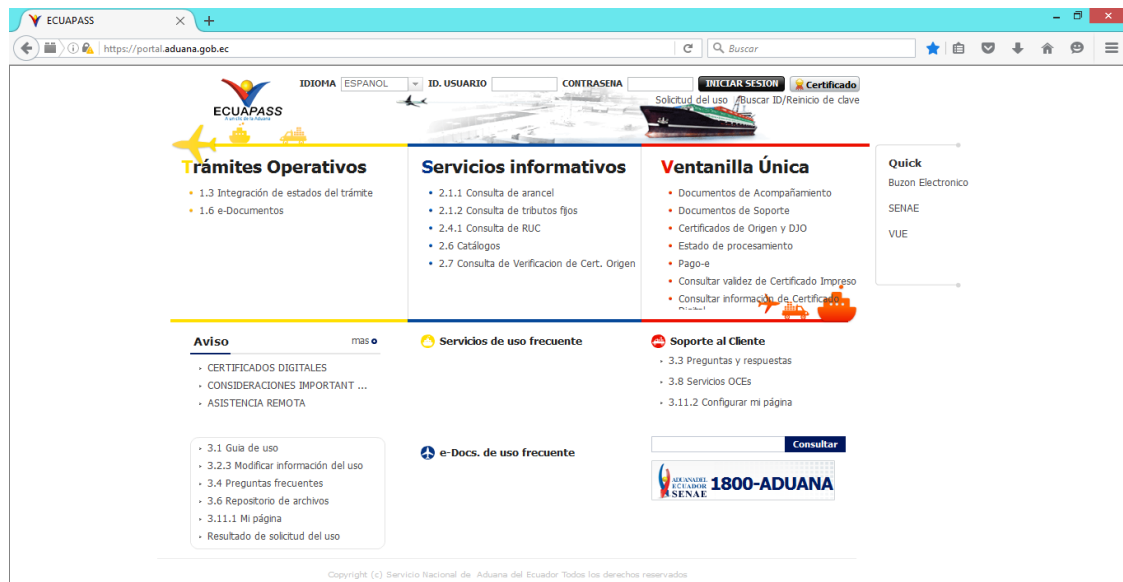 ECUAPASS
https://portal.aduana.gob.ec
Buscar
IDIOMA ESPANOL ID. USUARIO CONTRASENA INICIAR SESION Certificado
Solicitud del uso /Buscar ID/Reinicio de clave
ECUAPASS
Trámites Operativos
1.3 Integración de estados del trámite
1.6 e-Documentos
Servicios informativos
2.1.1 Consulta de arancel
2.1.2 Consulta de tributos fijos
2.4.1 Consulta de RUC
2.6 Catálogos
2.7 Consulta de Verificacion de Cert. Origen
Ventanilla Única
Documentos de Acompañamiento
Documentos de Soporte
Certificados de Origen y DJO
Estado de procesamiento
Pago-e
Consultar validez de Certificado Impreso
Consultar información de Certificado
Quick
Buzon Electronico
SENAE
VUE
Aviso mas
CERTIFICADOS DIGITALES
CONSIDERACIONES IMPORTANT ...
ASISTENCIA REMOTA
Servicios de uso frecuente
Soporte al Cliente
3.3 Preguntas y respuestas
3.8 Servicios OCEs
3.11.2 Configurar mi página
3.1 Guia de uso
3.2.3 Modificar información del uso
3.4 Preguntas frecuentes
3.6 Repositorio de archivos
3.11.1 Mi página
Resultado de solicitud del uso
e-Docs. de uso frecuente
Consultar
ADUANA DEL
ECUADOR
SENAE
1800-ADUANA
Copyright (c) Servicio Nacional de Aduana del Ecuador Todos los derechos reservados